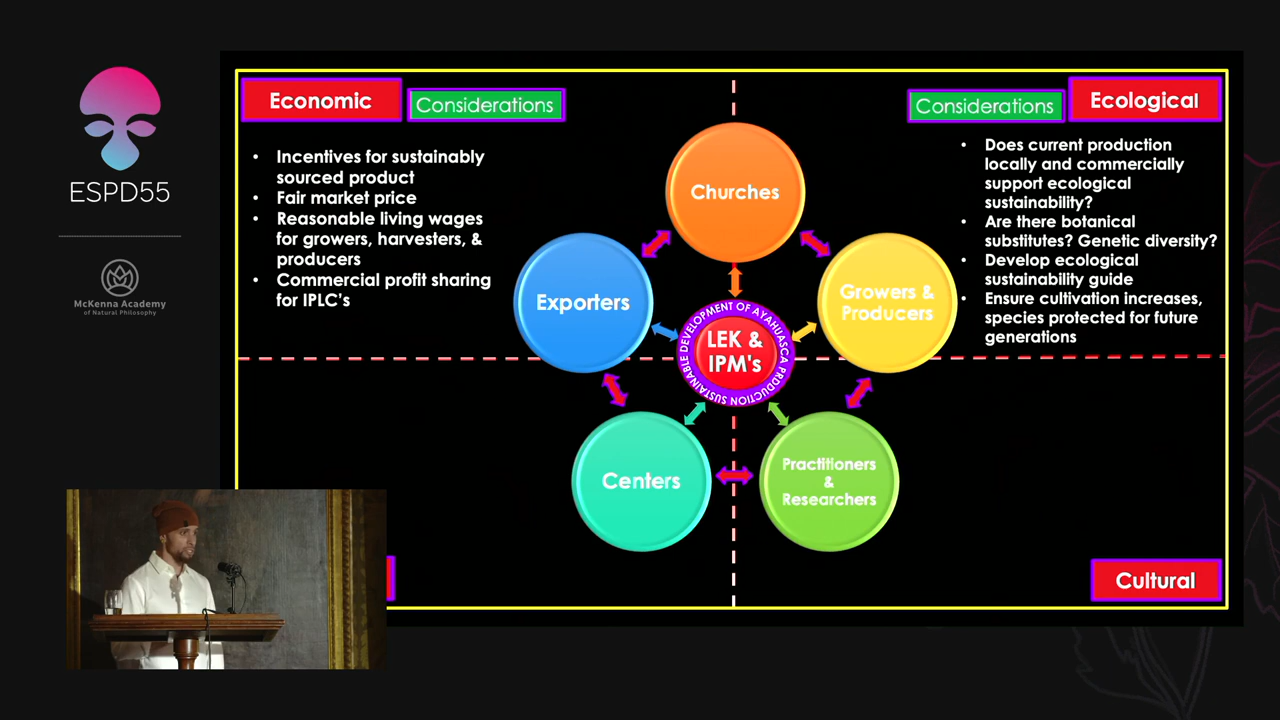 ESPD55
McKenna Academy
of Natural Philosophy
Economic
Considerations
• Incentives for sustainably
sourced product
• Fair market price
• Reasonable living wages
for growers, harvesters, &
producers
• Commercial profit sharing
for IPLC's
Considerations
Ecological
• Does current production
locally and commercially
support ecological
sustainability?
• Are there botanical
substitutes? Genetic diversity?
• Develop ecological
sustainability guide
• Ensure cultivation increases,
species protected for future
generations
Churches
Exporters
Growers &
Producers
LEK &
IPM's
SUSTAINABLE DEVELOPMENT OF AYAHUASCA PRODUCTION
Centers
Practitioners
&
Researchers
Cultural